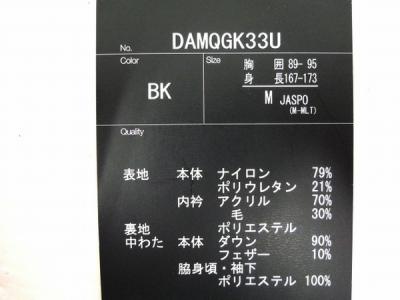 No. DAMQGK33U
Color Size 胸 囲 89- 95
BK 身 長167-173
M JASPO
(M-MLT)
Quality
表地 本体 ナイロン 79%
ポリウレタン 21%
内衿 アクリル 70%
毛 30%
裏地 ポリエステル
中わた 本体 ダウン 90%
フェザー 10%
脇身頃・袖下
ポリエステル 100%